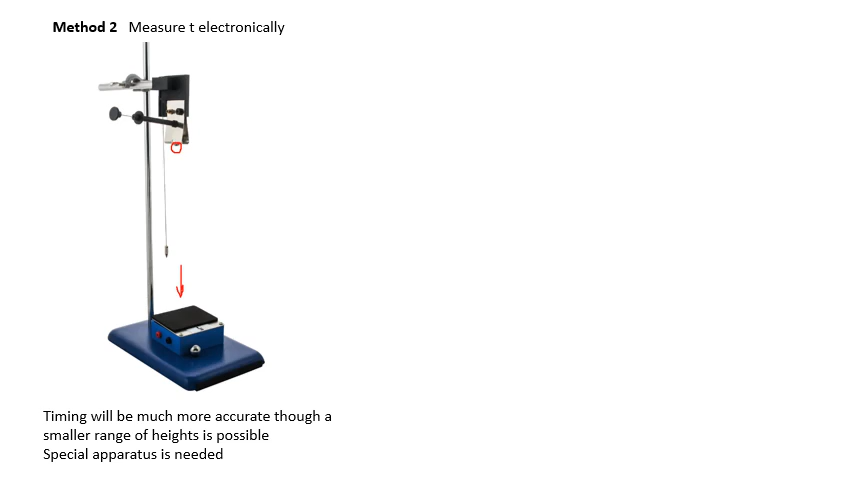 Method 2 Measure t electronically
Timing will be much more accurate though a
smaller range of heights is possible
Special apparatus is needed